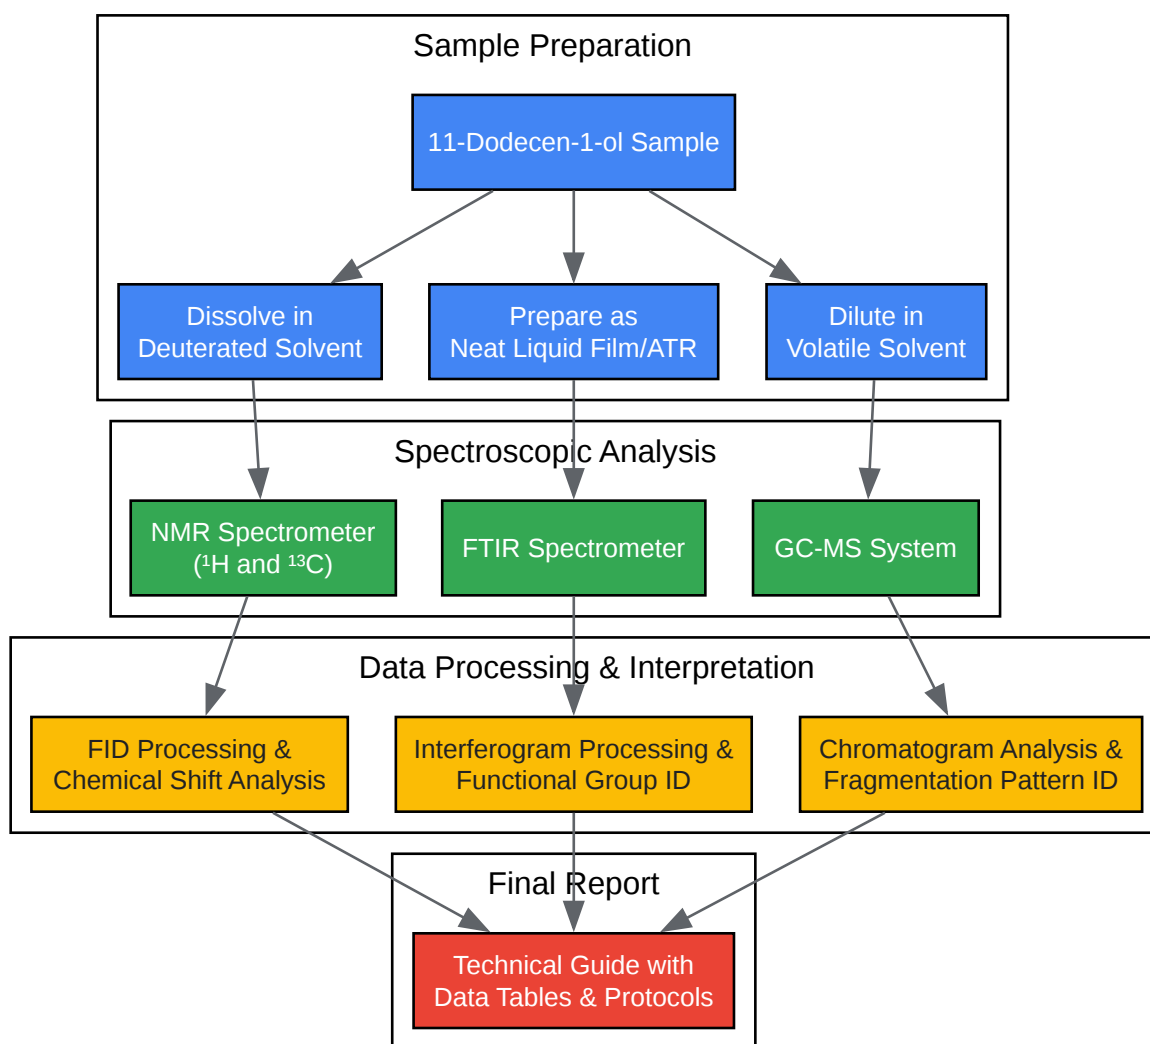 Sample Preparation
11-Dodecen-1-ol Sample
Dissolve in
Deuterated Solvent
Prepare as
Neat Liquid Film/ATR
Dilute in
Volatile Solvent
Spectroscopic Analysis
NMR Spectrometer
(¹H and ¹³C)
FTIR Spectrometer
GC-MS System
Data Processing & Interpretation
FID Processing &
Chemical Shift Analysis
Interferogram Processing &
Functional Group ID
Chromatogram Analysis &
Fragmentation Pattern ID
Final Report
Technical Guide with
Data Tables & Protocols